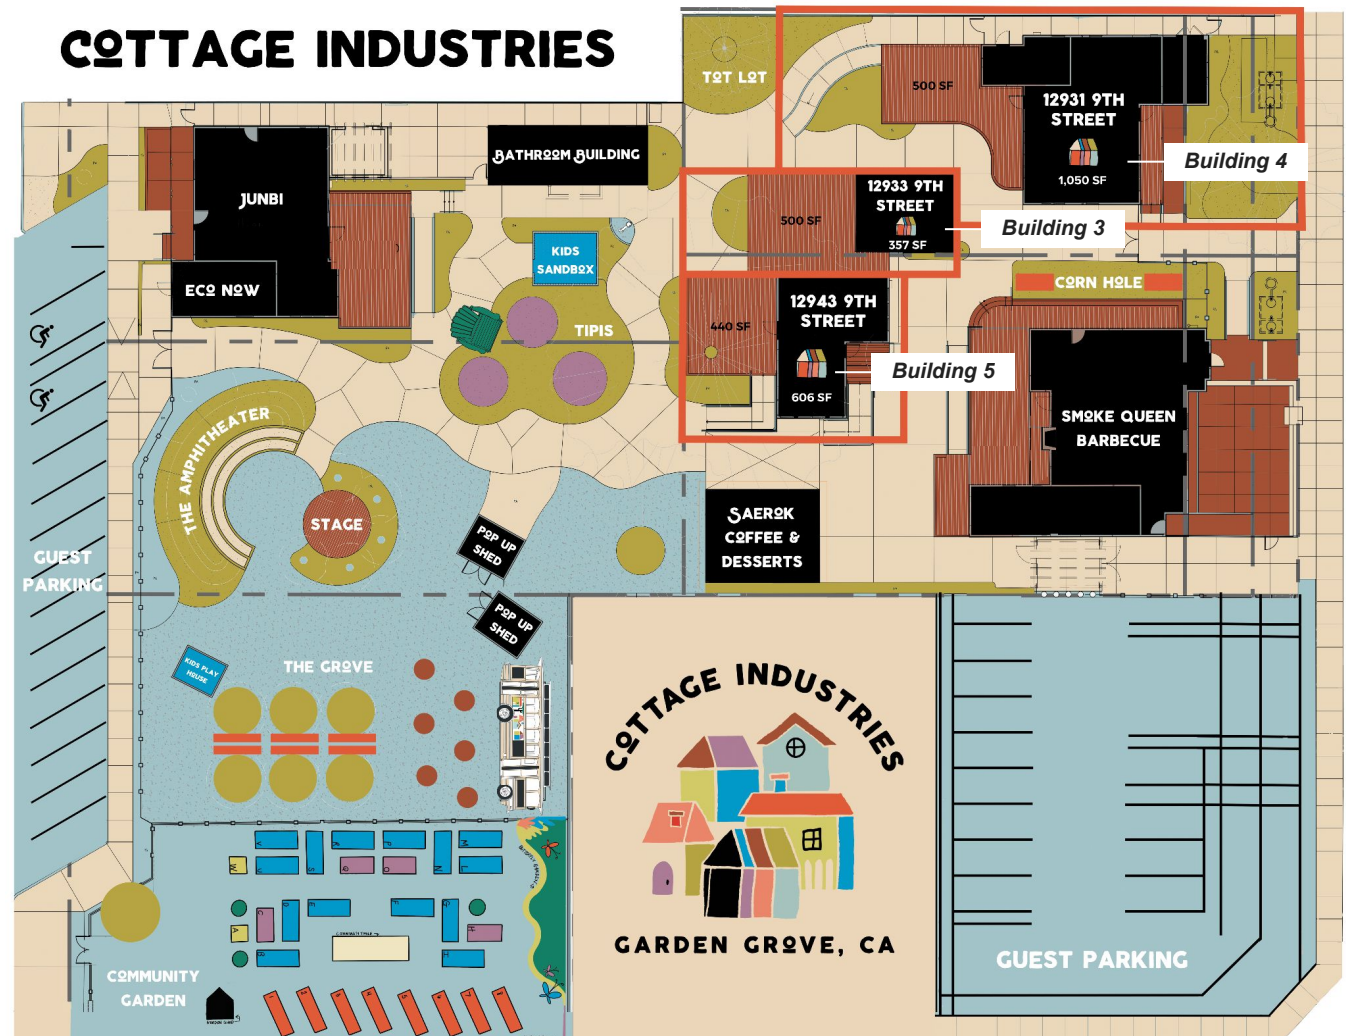 COTTAGE INDUSTRIES
TOT LOT
500 SF
12931 9TH
STREET
1,050 SF
Building 4
BATHROOM BUILDING
JUNBI
12933 9TH
STREET
500 SF
357 SF
Building 3
KIDS
SANDBOX
ECO NOW
CORN HOLE
12943 9TH
STREET
440 SF
TIPIS
606 SF
Building 5
THE AMPHITHEATER
SMOKE QUEEN
BARBECUE
STAGE
SAEROK
COFFEE &
DESSERTS
POP UP
SHED
GUEST
PARKING
POP UP
SHED
KIDS PLAY
HOUSE
THE GROVE
COTTAGE INDUSTRIES
GARDEN GROVE, CA
GUEST PARKING
COMMUNITY
GARDEN